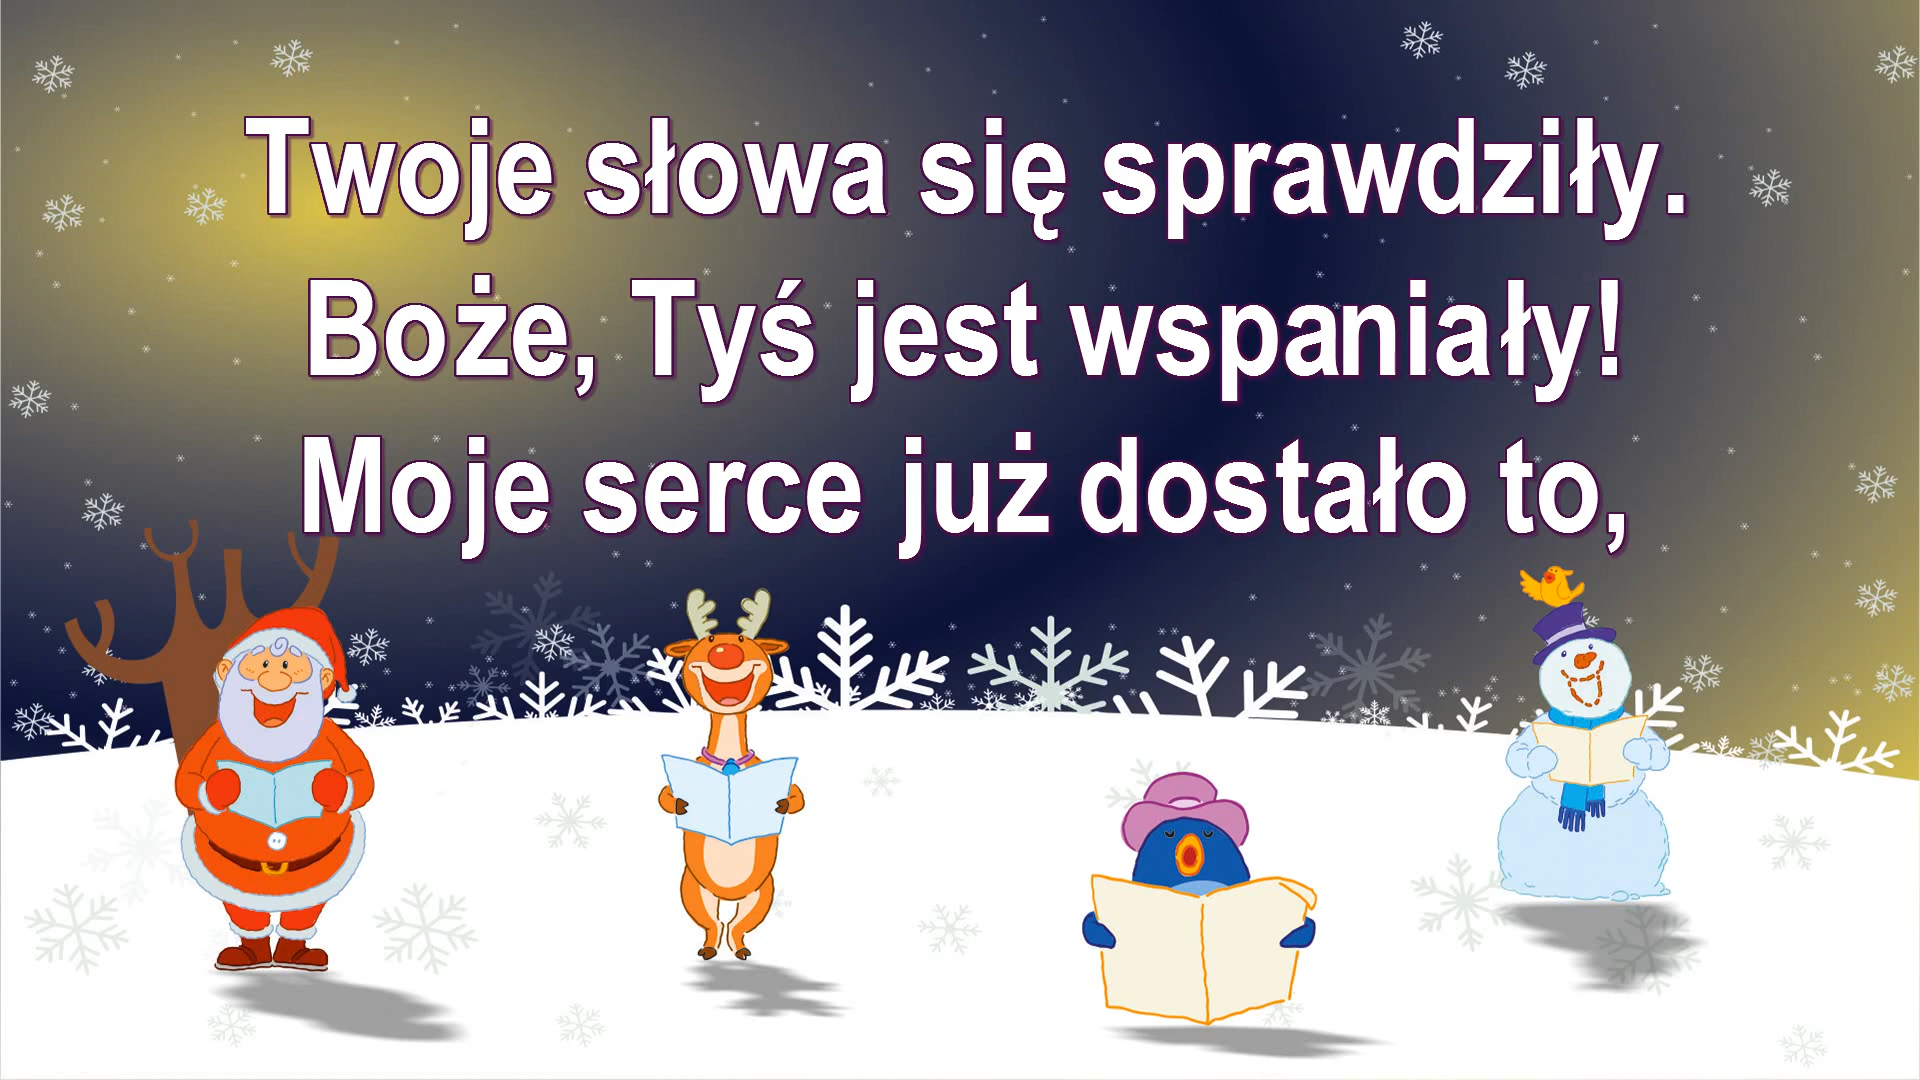 Twoje słowa się sprawdziły.
Boże, Tyś jest wspaniały!
Moje serce już dostało to,